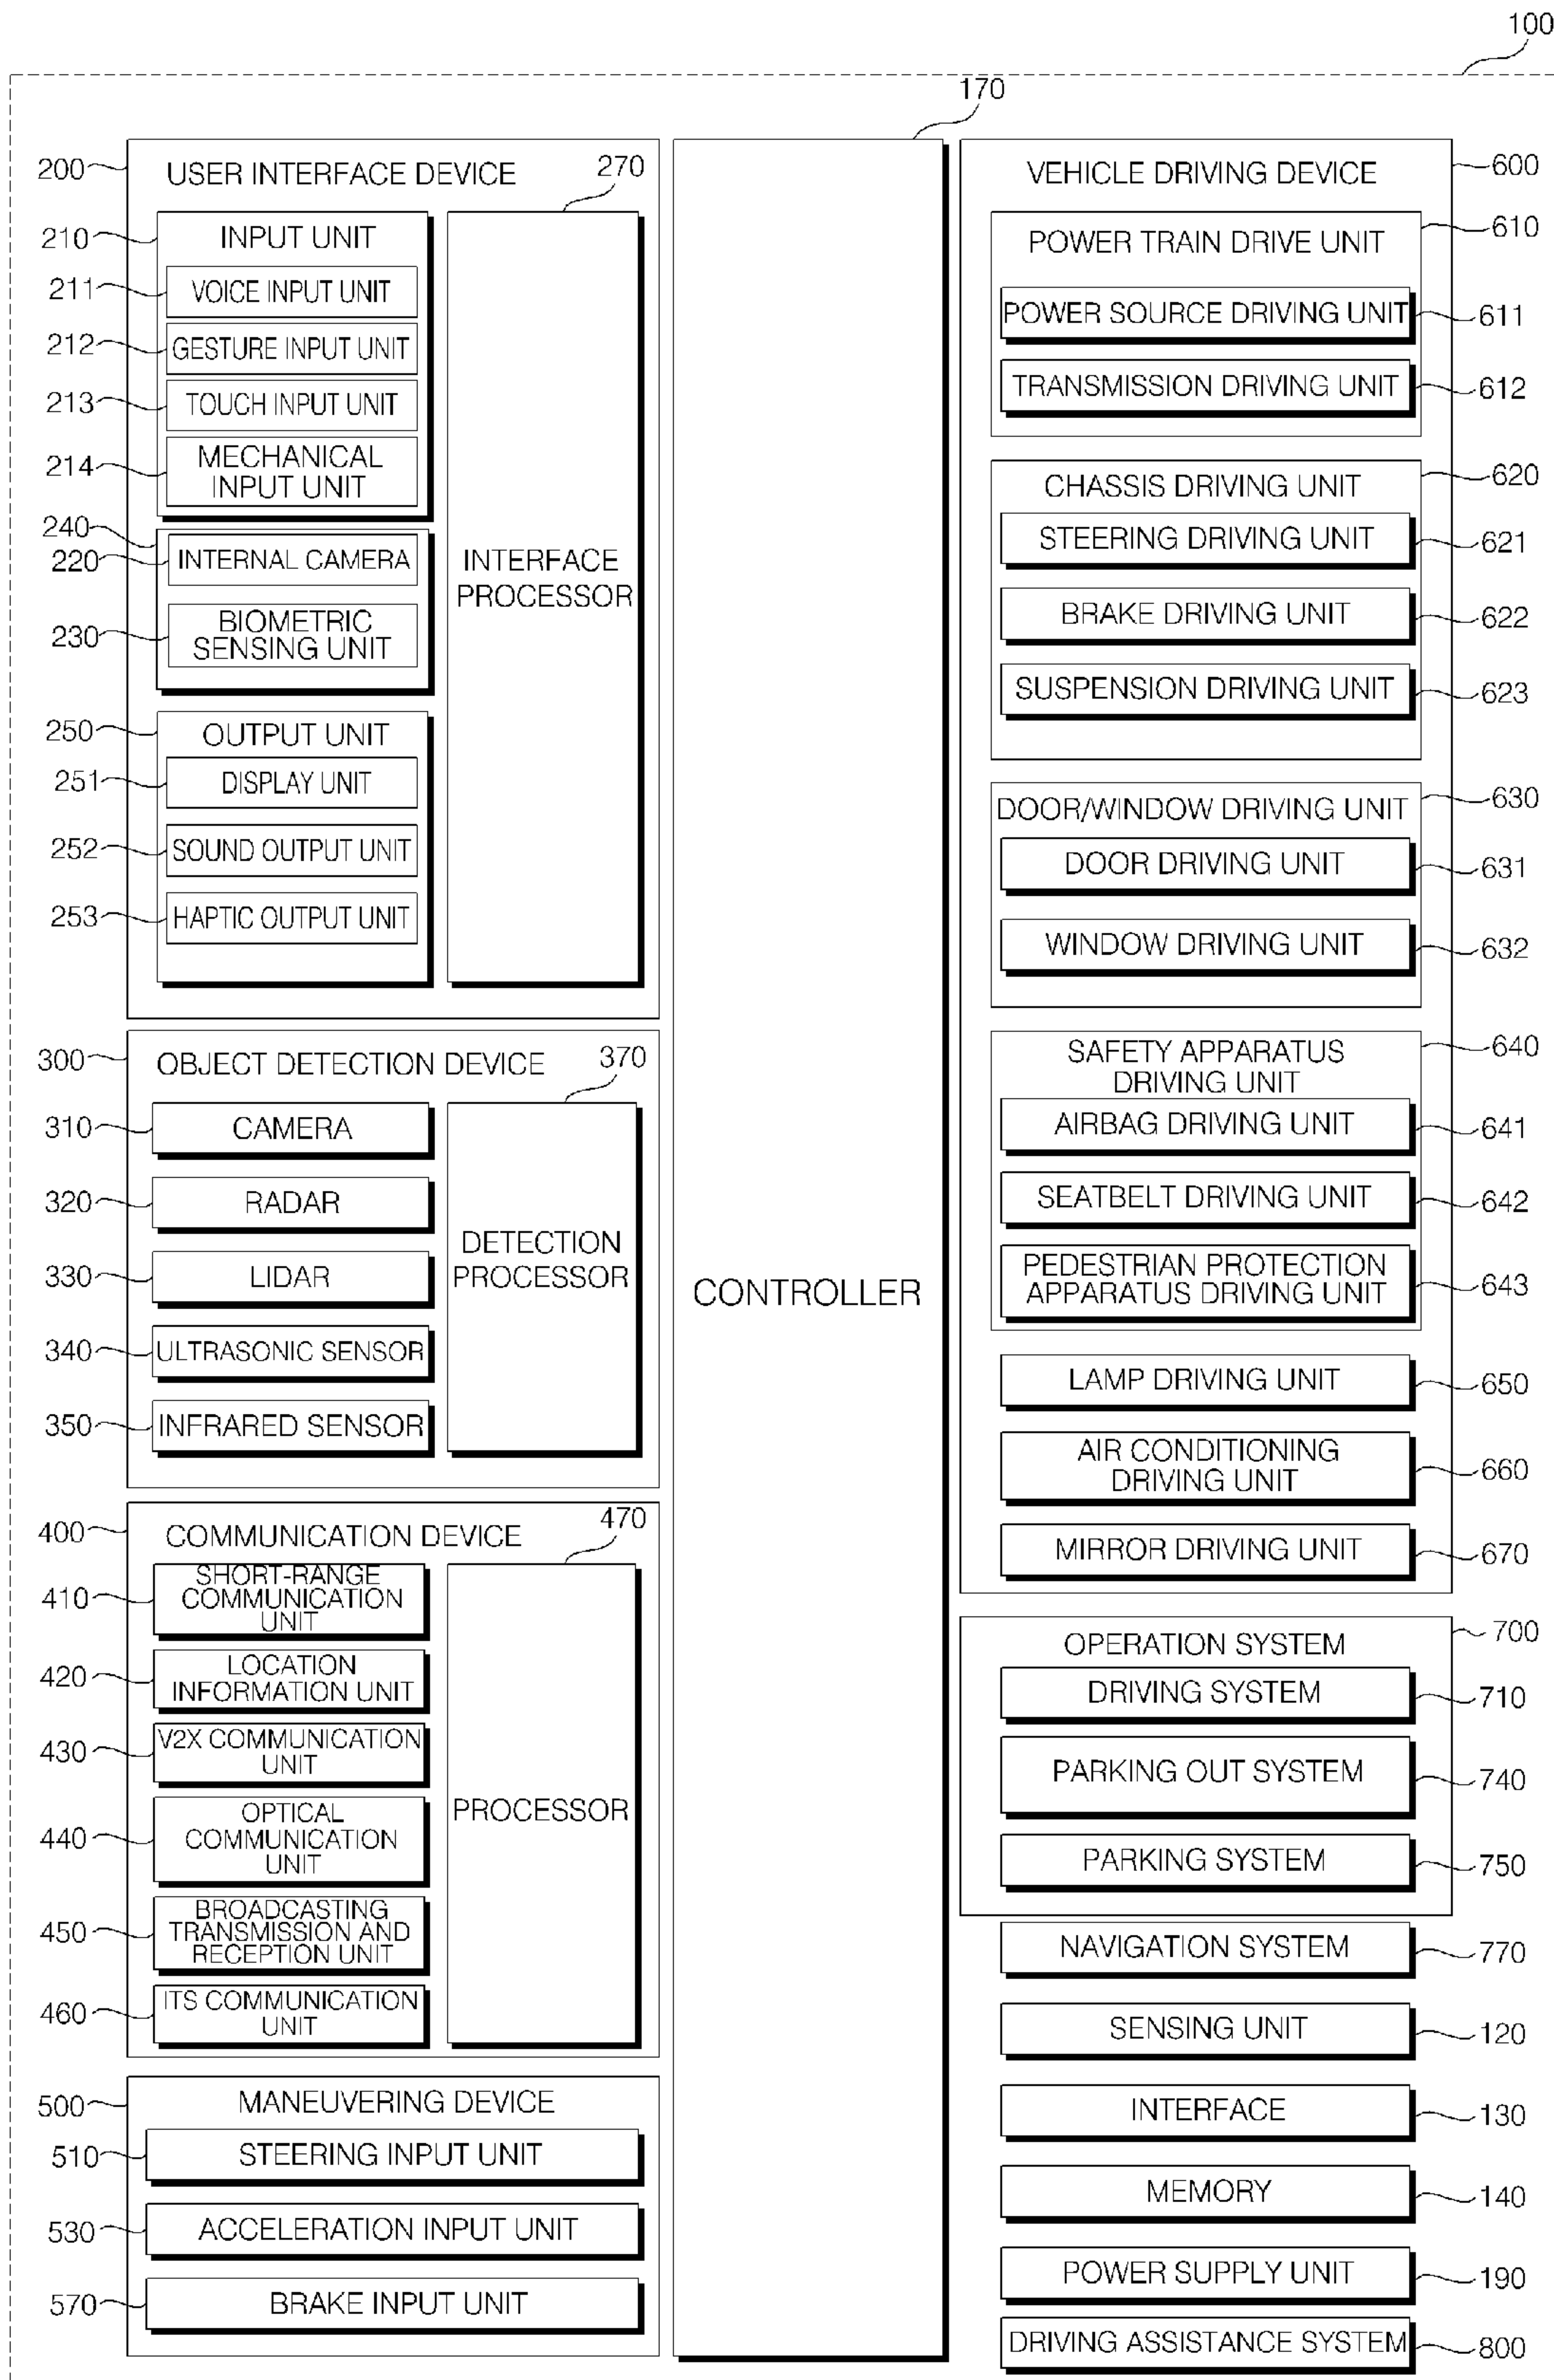 100
170
200
USER INTERFACE DEVICE
270
210
INPUT UNIT
211
VOICE INPUT UNIT
212
GESTURE INPUT UNIT
213
TOUCH INPUT UNIT
214
MECHANICAL
INPUT UNIT
240
220
INTERNAL CAMERA
230
BIOMETRIC
SENSING UNIT
INTERFACE
PROCESSOR
250
OUTPUT UNIT
251
DISPLAY UNIT
252
SOUND OUTPUT UNIT
253
HAPTIC OUTPUT UNIT
300
OBJECT DETECTION DEVICE
370
310
CAMERA
320
RADAR
330
LIDAR
340
ULTRASONIC SENSOR
350
INFRARED SENSOR
DETECTION
PROCESSOR
400
COMMUNICATION DEVICE
470
410
SHORT-RANGE
COMMUNICATION
UNIT
420
LOCATION
INFORMATION UNIT
430
V2X COMMUNICATION
UNIT
440
OPTICAL
COMMUNICATION
UNIT
450
BROADCASTING
TRANSMISSION AND
RECEPTION UNIT
460
ITS COMMUNICATION
UNIT
PROCESSOR
500
MANEUVERING DEVICE
510
STEERING INPUT UNIT
530
ACCELERATION INPUT UNIT
570
BRAKE INPUT UNIT
CONTROLLER
VEHICLE DRIVING DEVICE
600
POWER TRAIN DRIVE UNIT
610
POWER SOURCE DRIVING UNIT
611
TRANSMISSION DRIVING UNIT
612
CHASSIS DRIVING UNIT
620
STEERING DRIVING UNIT
621
BRAKE DRIVING UNIT
622
SUSPENSION DRIVING UNIT
623
DOOR/WINDOW DRIVING UNIT
630
DOOR DRIVING UNIT
631
WINDOW DRIVING UNIT
632
SAFETY APPARATUS
DRIVING UNIT
640
AIRBAG DRIVING UNIT
641
SEATBELT DRIVING UNIT
642
PEDESTRIAN PROTECTION
APPARATUS DRIVING UNIT
643
LAMP DRIVING UNIT
650
AIR CONDITIONING
DRIVING UNIT
660
MIRROR DRIVING UNIT
670
OPERATION SYSTEM
700
DRIVING SYSTEM
710
PARKING OUT SYSTEM
740
PARKING SYSTEM
750
NAVIGATION SYSTEM
770
SENSING UNIT
120
INTERFACE
130
MEMORY
140
POWER SUPPLY UNIT
190
DRIVING ASSISTANCE SYSTEM
800